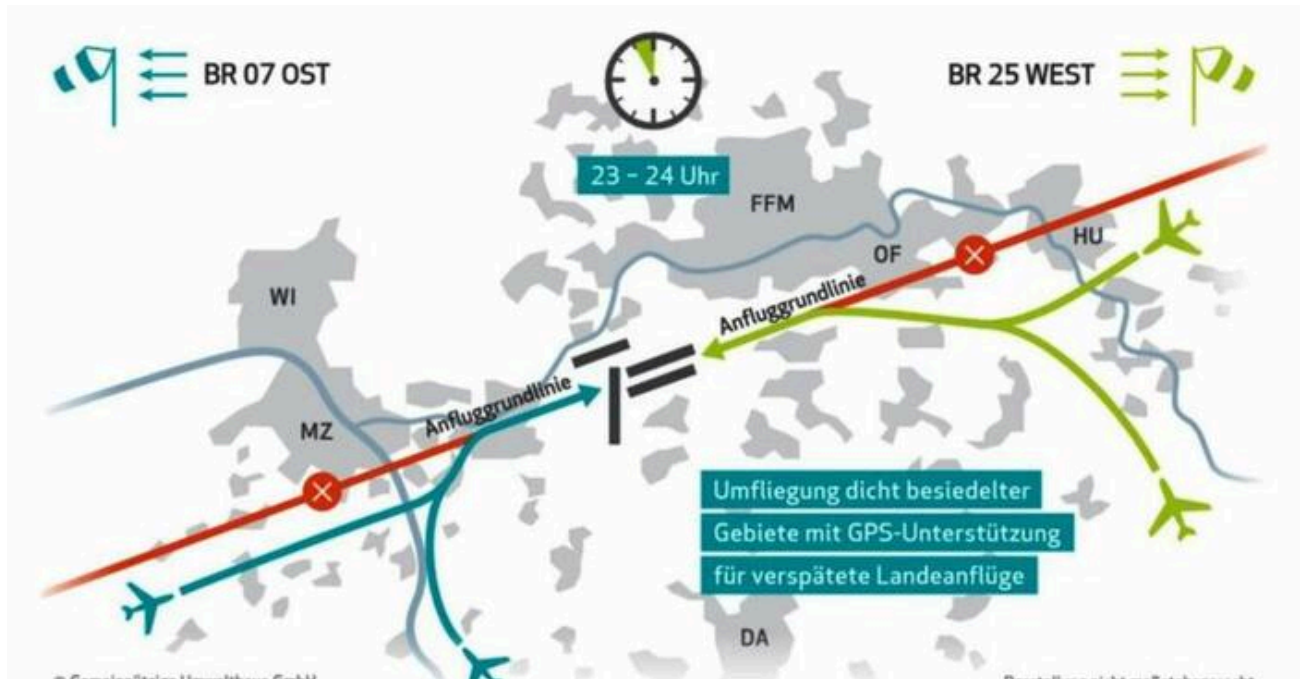 BR 07 OST
BR 25 WEST
23 – 24 Uhr
FFM
OF
HU
WI
Anfluggrundlinie
Anfluggrundlinie
MZ
Umfliegung dicht besiedelter
Gebiete mit GPS-Unterstützung
für verspätete Landeanflüge
DA